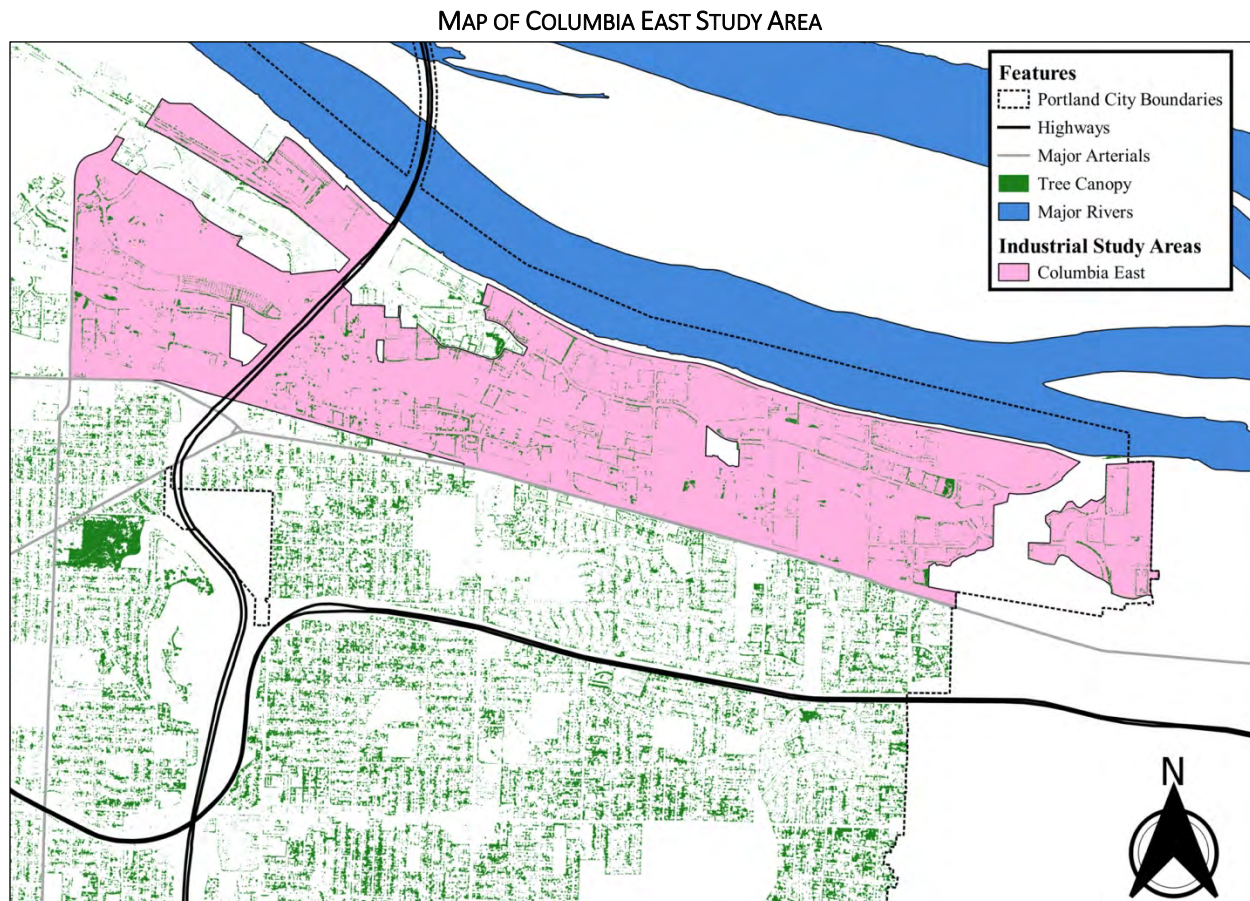 MAP OF COLUMBIA EAST STUDY AREA
Features
Portland City Boundaries
Highways
Major Arterials
Tree Canopy
Major Rivers
Industrial Study Areas
Columbia East
N